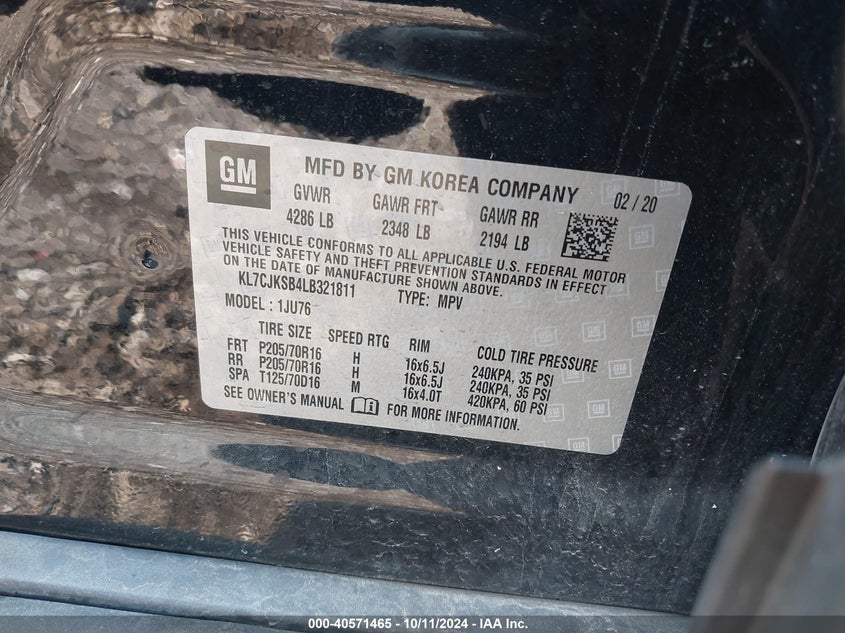 GM
MFD BY GM KOREA COMPANY 02 / 20
GVWR GAWR FRT GAWR RR
4286 LB 2348 LB 2194 LB
THIS VEHICLE CONFORMS TO ALL APPLICABLE U.S. FEDERAL MOTOR
VEHICLE SAFETY AND THEFT PREVENTION STANDARDS IN EFFECT
ON THE DATE OF MANUFACTURE SHOWN ABOVE.
KL7CJKSB4LB321811 TYPE: MPV
MODEL : 1JU76
TIRE SIZE SPEED RTG RIM COLD TIRE PRESSURE
FRT P205/70R16 H 16x6.5J 240KPA, 35 PSI
RR P205/70R16 H 16x6.5J 240KPA, 35 PSI
SPA T125/70D16 M 16x4.0T 420KPA, 60 PSI
SEE OWNER'S MANUAL FOR MORE INFORMATION.
000-40571465 - 10/11/2024 - IAA Inc.